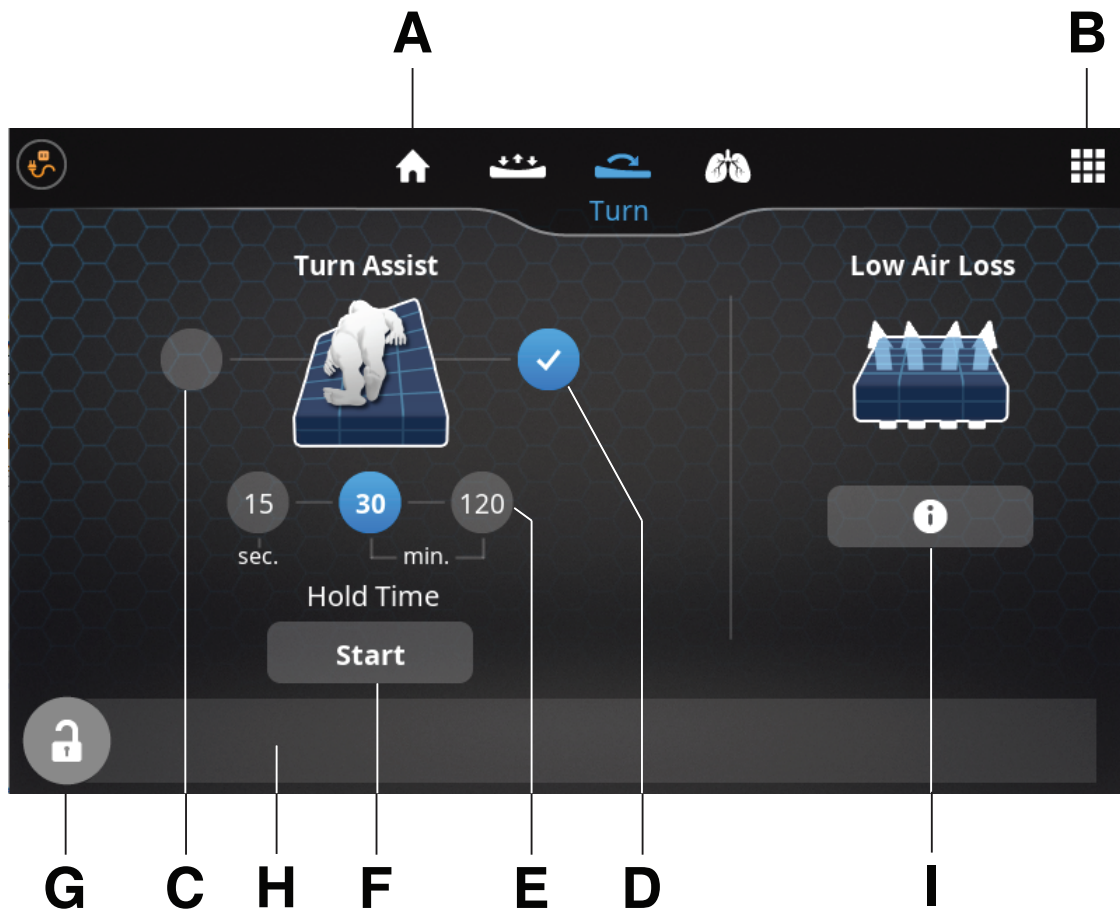 A B
Turn
Turn Assist Low Air Loss
15 30 120
sec. min.
Hold Time
Start
G C H F E D I